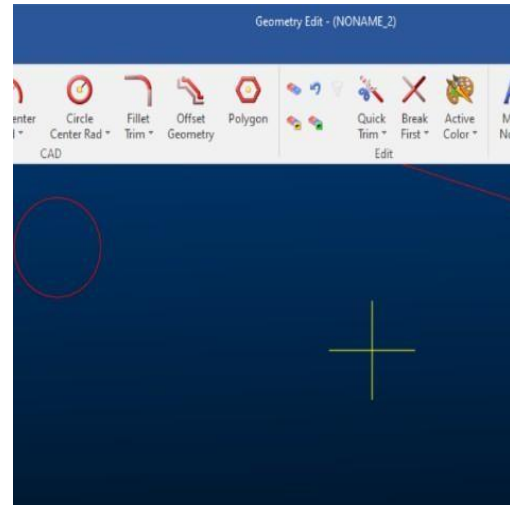 Geometry Edit - (NONAME_2)
Circle Fillet Offset Polygon Quick Break Active
Center Rad Trim Geometry Trim First Color
CAD Edit